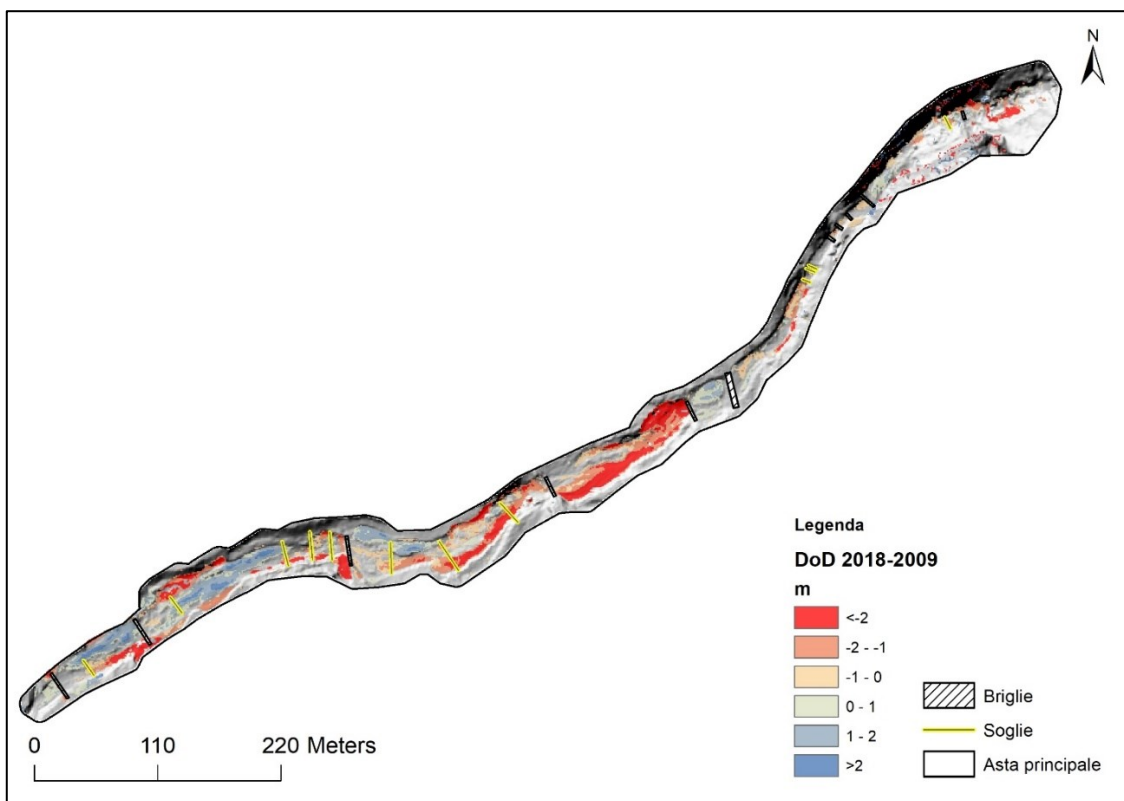 N
Legenda
DoD 2018-2009
m
<-2
-2 - -1
-1 - 0
0 - 1
1 - 2
>2
Briglie
Soglie
Asta principale
0 110 220 Meters